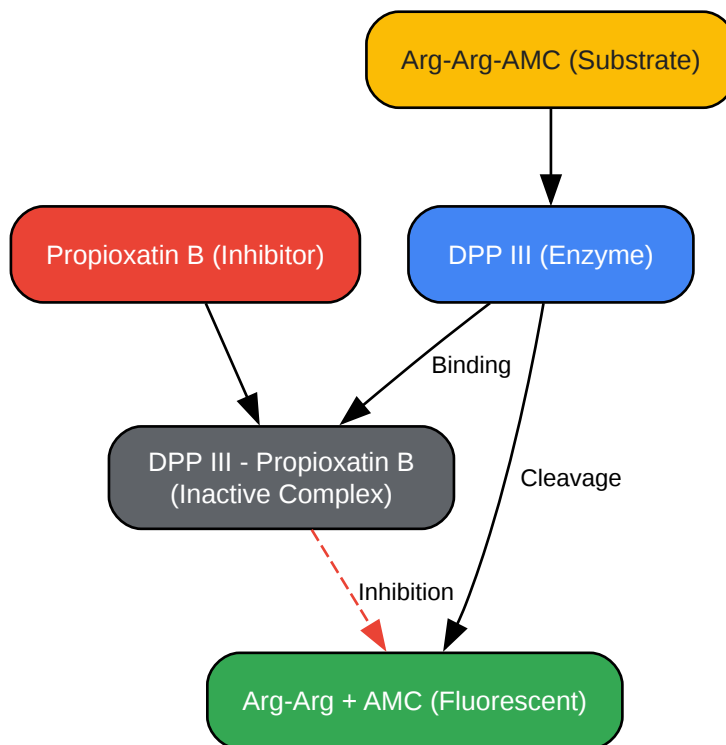 Arg-Arg-AMC (Substrate)
Propioxatin B (Inhibitor)
DPP III (Enzyme)
Binding
DPP III - Propioxatin B
(Inactive Complex)
Cleavage
Inhibition
Arg-Arg + AMC (Fluorescent)